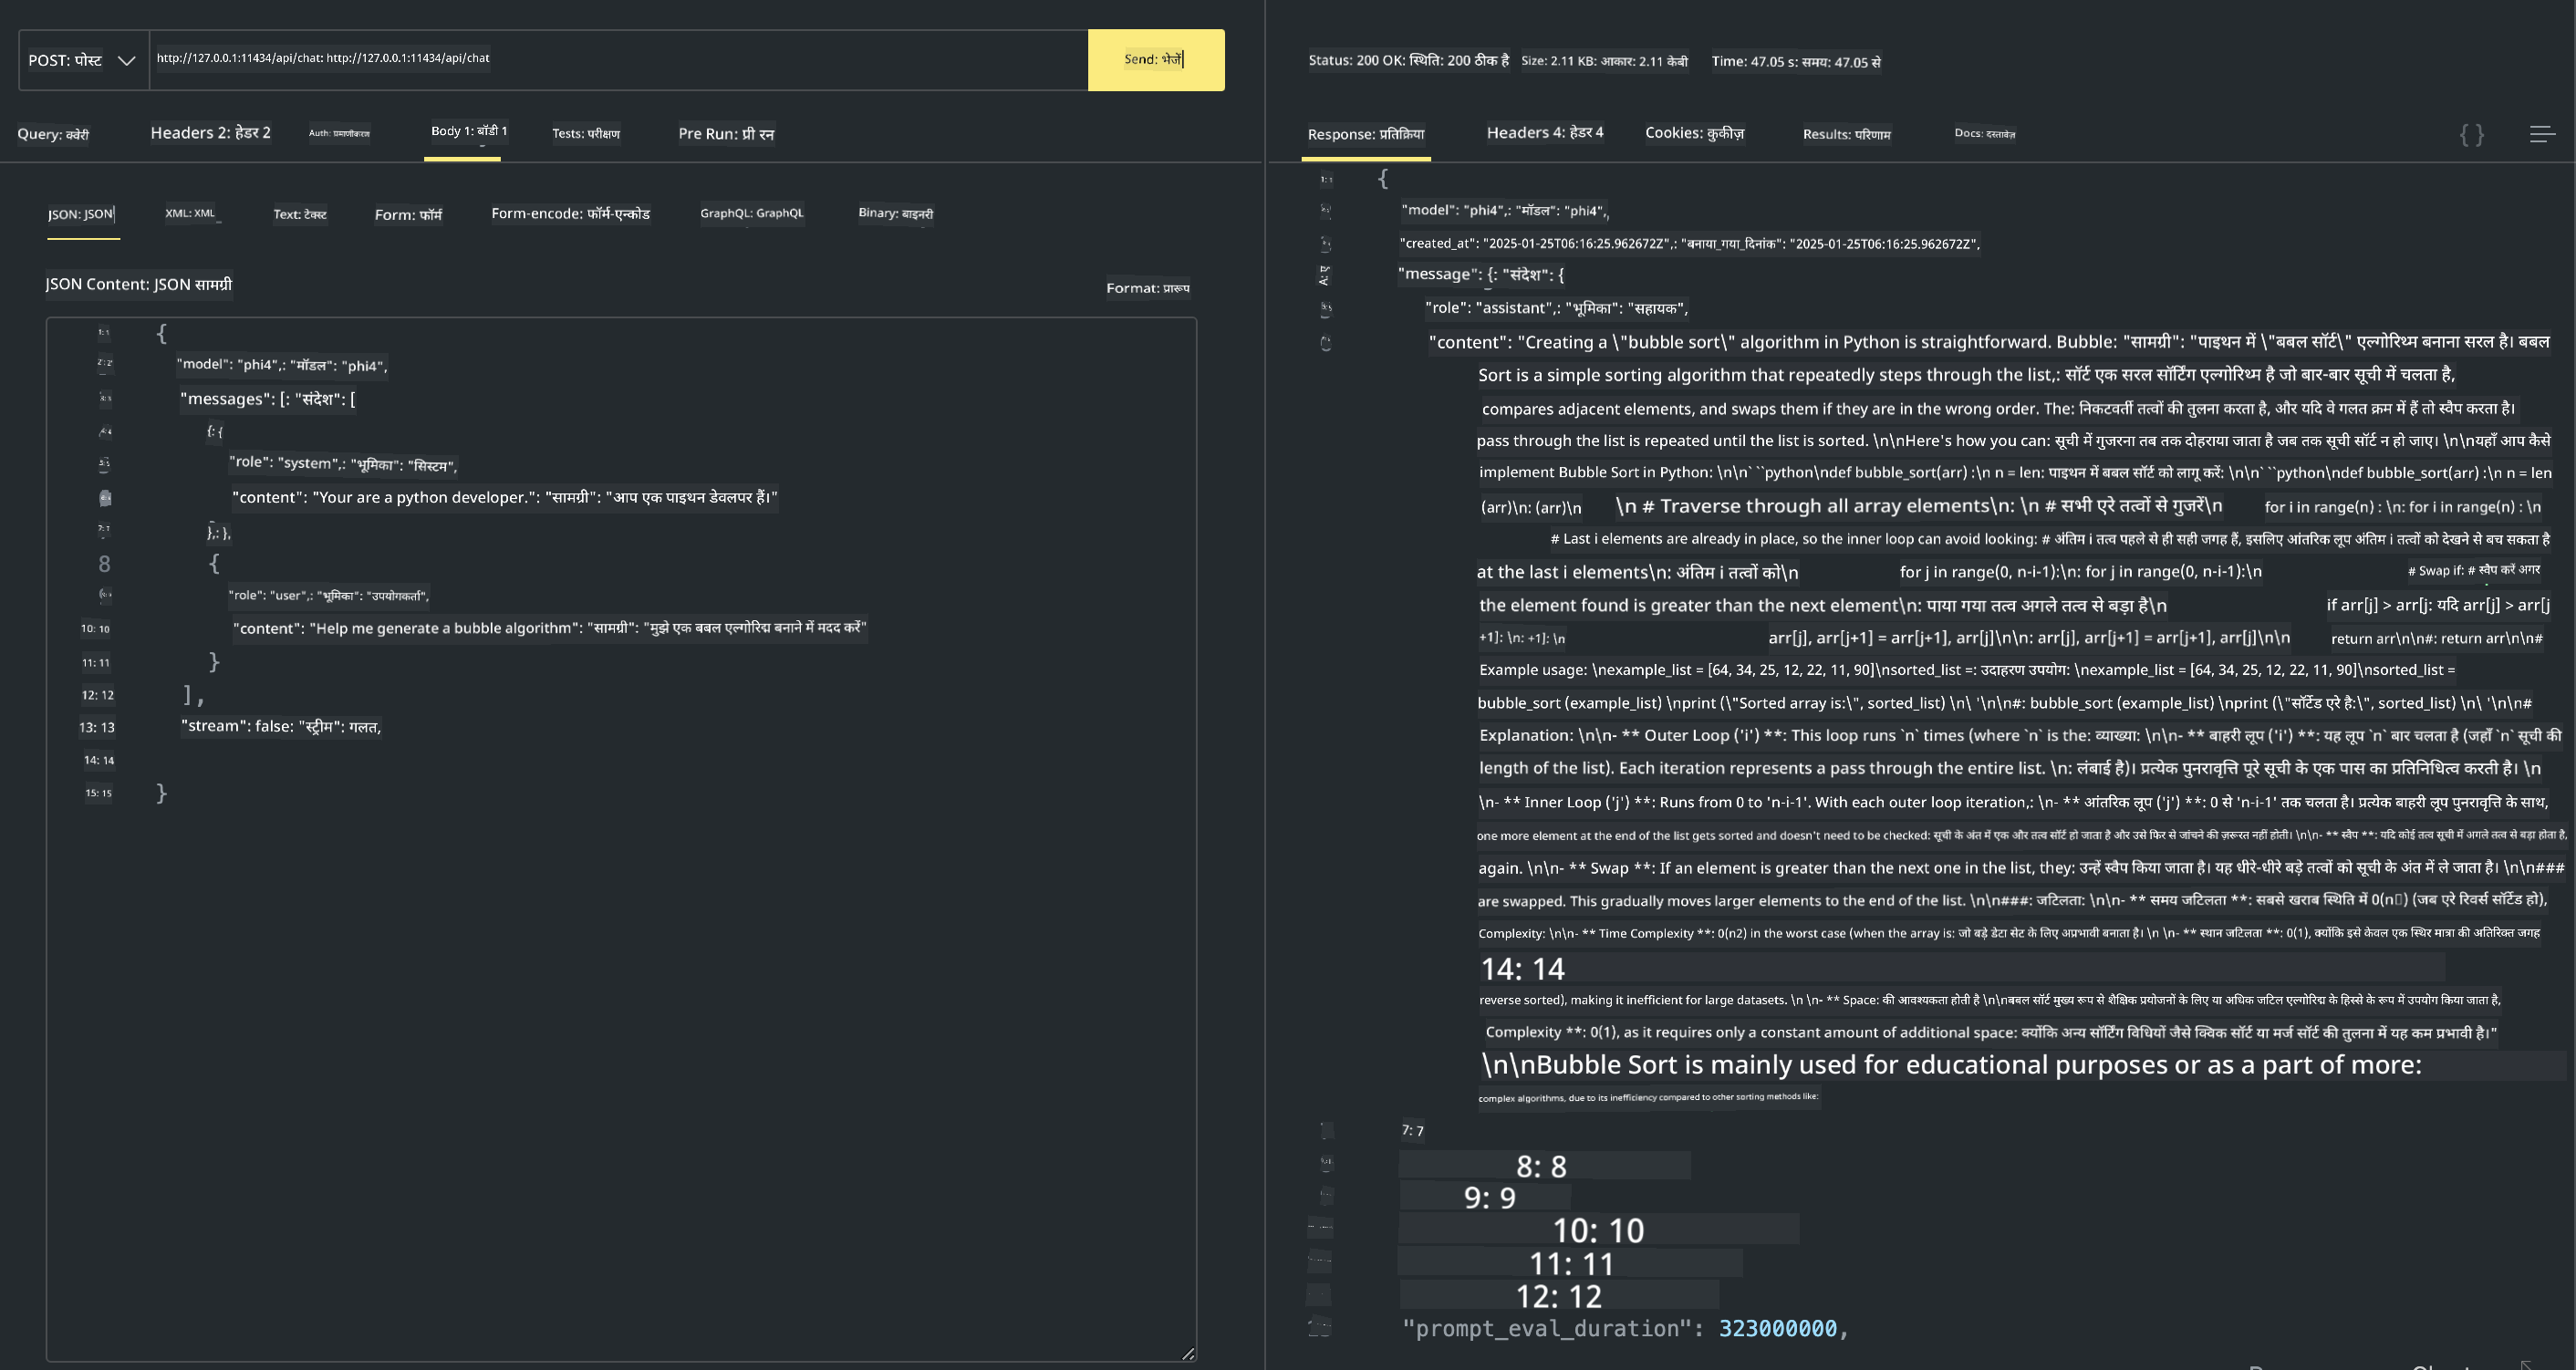 POST: पोस्ट
http://127.0.0.1:11434/api/chat: http://127.0.0.1:11434/api/chat
Send: भेजें
Query: क्वेरी
Headers 2: हेडर 2
Auth: प्रमाणीकरण
Body 1: बॉडी 1
Tests: परीक्षण
Pre Run: प्री रन
JSON: JSON
XML: XML
Text: टेक्स्ट
Form: फॉर्म
Form-encode: फॉर्म-एन्कोड
GraphQL: GraphQL
Binary: बाइनरी
JSON Content: JSON सामग्री
Format: प्रारूप
1: 1 {
2: 2 "model": "phi4",: "मॉडल": "phi4",
3: 3 "messages": [: "संदेश": [
4: 4 {: {
5: 5 "role": "system",: "भूमिका": "सिस्टम",
"content": "Your are a python developer.": "सामग्री": "आप एक पाइथन डेवलपर हैं।"
7: 7 },: },
8 {
"role": "user",: "भूमिका": "उपयोगकर्ता",
10: 10 "content": "Help me generate a bubble algorithm": "सामग्री": "मुझे एक बबल एल्गोरिद्म बनाने में मदद करें"
11: 11 }
12: 12 ],
13: 13 "stream": false: "स्ट्रीम": गलत,
14: 14
15: 15 }
Status: 200 OK: स्थिति: 200 ठीक है
Size: 2.11 KB: आकार: 2.11 केबी
Time: 47.05 s: समय: 47.05 से
Response: प्रतिक्रिया
Headers 4: हेडर 4
Cookies: कुकीज़
Results: परिणाम
Docs: दस्तावेज़
{ }
1: 1 {
"model": "phi4",: "मॉडल": "phi4",
"created_at": "2025-01-25T06:16:25.962672Z",: "बनाया_गया_दिनांक": "2025-01-25T06:16:25.962672Z",
"message": {: "संदेश": {
"role": "assistant",: "भूमिका": "सहायक",
"content": "Creating a \"bubble sort\" algorithm in Python is straightforward. Bubble: "सामग्री": "पाइथन में \"बबल सॉर्ट\" एल्गोरिथ्म बनाना सरल है। बबल
Sort is a simple sorting algorithm that repeatedly steps through the list,: सॉर्ट एक सरल सॉर्टिंग एल्गोरिथ्म है जो बार-बार सूची में चलता है,
compares adjacent elements, and swaps them if they are in the wrong order. The: निकटवर्ती तत्वों की तुलना करता है, और यदि वे गलत क्रम में हैं तो स्वैप करता है।
pass through the list is repeated until the list is sorted. \n\nHere's how you can: सूची में गुजरना तब तक दोहराया जाता है जब तक सूची सॉर्ट न हो जाए। \n\nयहाँ आप कैसे
implement Bubble Sort in Python: \n\n```python\ndef bubble_sort(arr) :\n n = len: पाइथन में बबल सॉर्ट को लागू करें: \n\n```python\ndef bubble_sort(arr) :\n n = len
(arr)\n: (arr)\n \n # Traverse through all array elements\n: \n # सभी एरे तत्वों से गुजरें\n for i in range(n) : \n: for i in range(n) : \n
# Last i elements are already in place, so the inner loop can avoid looking: # अंतिम i तत्व पहले से ही सही जगह हैं, इसलिए आंतरिक लूप अंतिम i तत्वों को देखने से बच सकता है
at the last i elements\n: अंतिम i तत्वों को\n for j in range(0, n-i-1):\n: for j in range(0, n-i-1):\n # Swap if: # स्वैप करें अगर
the element found is greater than the next element\n: पाया गया तत्व अगले तत्व से बड़ा है\n if arr[j] > arr[j: यदि arr[j] > arr[j
+1]: \n: +1]: \n arr[j], arr[j+1] = arr[j+1], arr[j]\n\n: arr[j], arr[j+1] = arr[j+1], arr[j]\n\n return arr\n\n#: return arr\n\n#
Example usage: \nexample_list = [64, 34, 25, 12, 22, 11, 90]\nsorted_list =: उदाहरण उपयोग: \nexample_list = [64, 34, 25, 12, 22, 11, 90]\nsorted_list =
bubble_sort (example_list) \nprint (\"Sorted array is:\", sorted_list) \n\ '\n\n#: bubble_sort (example_list) \nprint (\"सॉर्टेड एरे है:\", sorted_list) \n\ '\n\n#
Explanation: \n\n- ** Outer Loop ('i') **: This loop runs `n` times (where `n` is the: व्याख्या: \n\n- ** बाहरी लूप ('i') **: यह लूप `n` बार चलता है (जहाँ `n` सूची की
length of the list). Each iteration represents a pass through the entire list. \n: लंबाई है)। प्रत्येक पुनरावृत्ति पूरे सूची के एक पास का प्रतिनिधित्व करती है। \n
\n- ** Inner Loop ('j') **: Runs from 0 to 'n-i-1'. With each outer loop iteration,: \n- ** आंतरिक लूप ('j') **: 0 से 'n-i-1' तक चलता है। प्रत्येक बाहरी लूप पुनरावृत्ति के साथ,
one more element at the end of the list gets sorted and doesn't need to be checked: सूची के अंत में एक और तत्व सॉर्ट हो जाता है और उसे फिर से जांचने की ज़रूरत नहीं होती। \n\n- ** स्वैप **: यदि कोई तत्व सूची में अगले तत्व से बड़ा होता है,
again. \n\n- ** Swap **: If an element is greater than the next one in the list, they: उन्हें स्वैप किया जाता है। यह धीरे-धीरे बड़े तत्वों को सूची के अंत में ले जाता है। \n\n###
are swapped. This gradually moves larger elements to the end of the list. \n\n###: जटिलता: \n\n- ** समय जटिलता **: सबसे खराब स्थिति में 0(n▯) (जब एरे रिवर्स सॉर्टेड हो),
Complexity: \n\n- ** Time Complexity **: 0(n2) in the worst case (when the array is: जो बड़े डेटा सेट के लिए अप्रभावी बनाता है। \n \n- ** स्थान जटिलता **: 0(1), क्योंकि इसे केवल एक स्थिर मात्रा की अतिरिक्त जगह
14: 14
reverse sorted), making it inefficient for large datasets. \n \n- ** Space: की आवश्यकता होती है \n\nबबल सॉर्ट मुख्य रूप से शैक्षिक प्रयोजनों के लिए या अधिक जटिल एल्गोरिद्म के हिस्से के रूप में उपयोग किया जाता है,
Complexity **: 0(1), as it requires only a constant amount of additional space: क्योंकि अन्य सॉर्टिंग विधियों जैसे क्विक सॉर्ट या मर्ज सॉर्ट की तुलना में यह कम प्रभावी है।"
\n\nBubble Sort is mainly used for educational purposes or as a part of more:
complex algorithms, due to its inefficiency compared to other sorting methods like:
7: 7
8: 8
9: 9
10: 10
11: 11
12: 12
"prompt_eval_duration": 323000000,